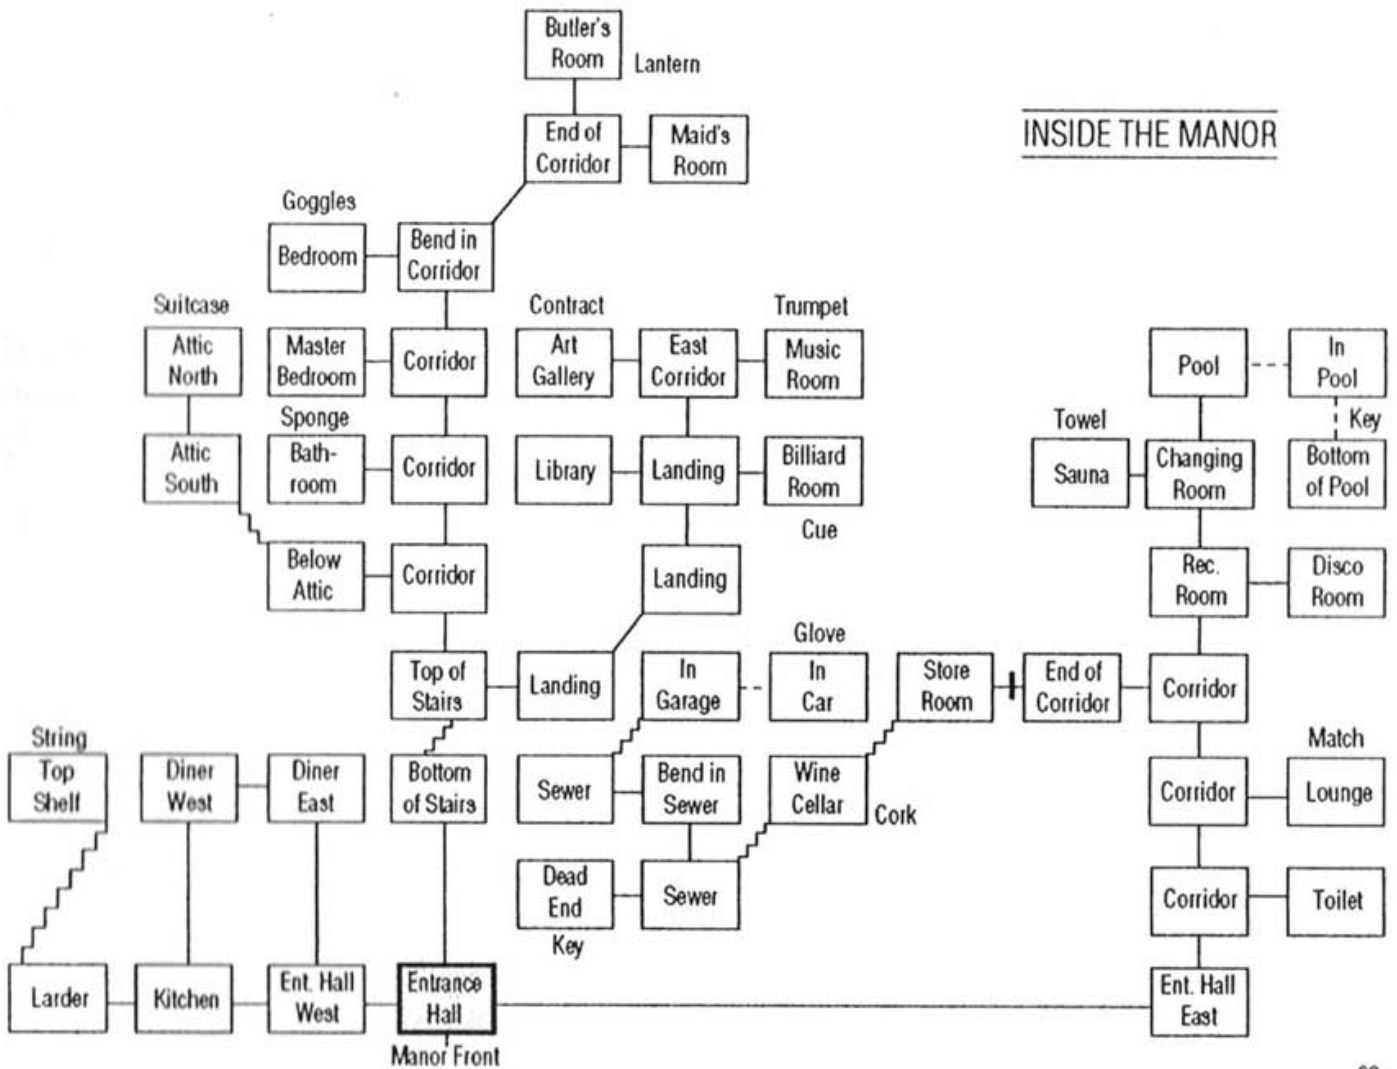 Butler's
Room
Lantern
End of
Corridor
Maid's
Room
INSIDE THE MANOR
Goggles
Bedroom
Bend in
Corridor
Suitcase
Attic
North
Master
Bedroom
Corridor
Contract
Art
Gallery
East
Corridor
Trumpet
Music
Room
Pool
In
Pool
Sponge
Bath-
room
Attic
South
Corridor
Library
Landing
Billiard
Room
Cue
Towel
Sauna
Changing
Room
Key
Bottom
of Pool
Below
Attic
Corridor
Landing
Rec.
Room
Disco
Room
Top of
Stairs
Landing
In
Garage
Glove
In
Car
Store
Room
End of
Corridor
Corridor
String
Top
Shelf
Diner
West
Diner
East
Bottom
of Stairs
Sewer
Bend in
Sewer
Wine
Cellar
Cork
Corridor
Match
Lounge
Dead
End
Key
Sewer
Corridor
Toilet
Larder
Kitchen
Ent. Hall
West
Entrance
Hall
Manor Front
Ent. Hall
East